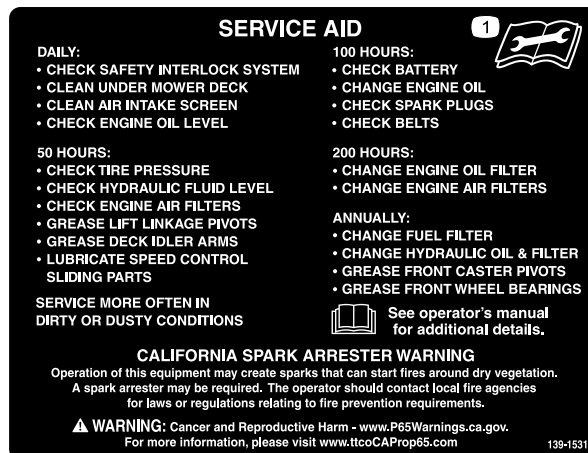 SERVICE AID
1
DAILY:
• CHECK SAFETY INTERLOCK SYSTEM
• CLEAN UNDER MOWER DECK
• CLEAN AIR INTAKE SCREEN
• CHECK ENGINE OIL LEVEL
50 HOURS:
• CHECK TIRE PRESSURE
• CHECK HYDRAULIC FLUID LEVEL
• CHECK ENGINE AIR FILTERS
• GREASE LIFT LINKAGE PIVOTS
• GREASE DECK IDLER ARMS
• LUBRICATE SPEED CONTROL
SLIDING PARTS
SERVICE MORE OFTEN IN
DIRTY OR DUSTY CONDITIONS
100 HOURS:
• CHECK BATTERY
• CHANGE ENGINE OIL
• CHECK SPARK PLUGS
• CHECK BELTS
200 HOURS:
• CHANGE ENGINE OIL FILTER
• CHANGE ENGINE AIR FILTERS
ANNUALLY:
• CHANGE FUEL FILTER
• CHANGE HYDRAULIC OIL & FILTER
• GREASE FRONT CASTER PIVOTS
• GREASE FRONT WHEEL BEARINGS
See operator's manual
for additional details.
CALIFORNIA SPARK ARRESTER WARNING
Operation of this equipment may create sparks that can start fires around dry vegetation.
A spark arrester may be required. The operator should contact local fire agencies
for laws or regulations relating to fire prevention requirements.
WARNING: Cancer and Reproductive Harm - www.P65Warnings.ca.gov.
For more information, please visit www.ttcoCAProp65.com
139-1531